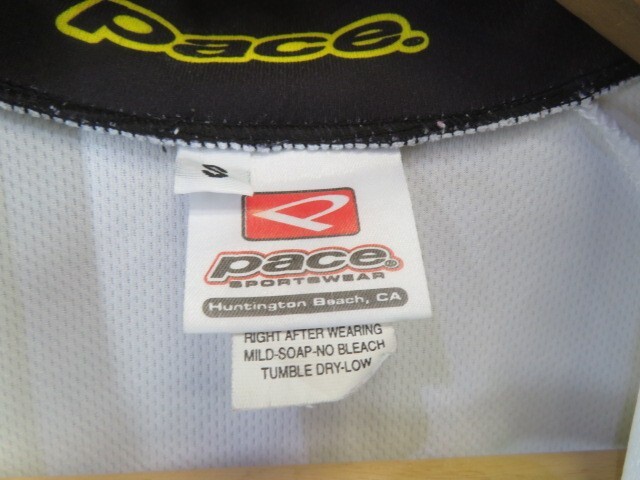 pace.
S
pace®
SPORTSWEAR
Huntington Beach, CA
RIGHT AFTER WEARING
MILD-SOAP-NO BLEACH
TUMBLE DRY-LOW